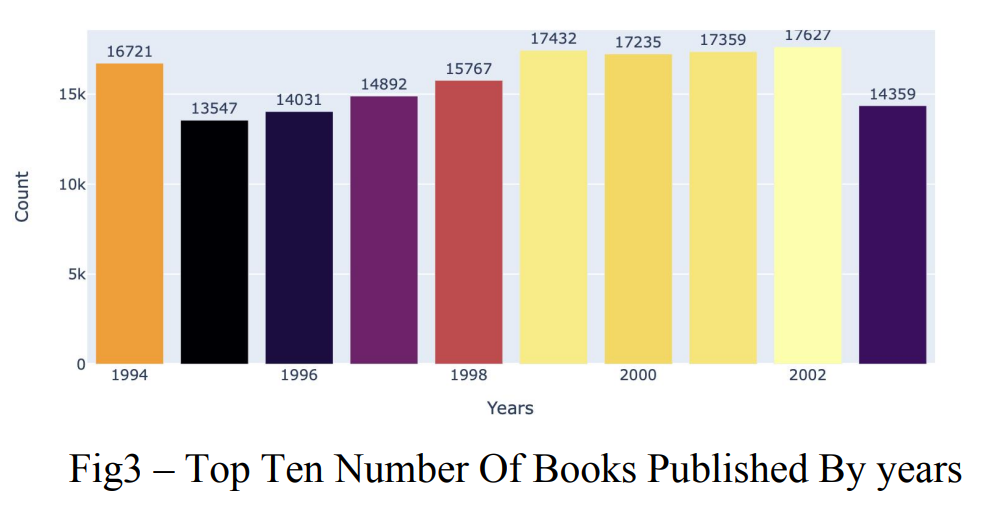 17432
17235
17359
17627
16721
15767
14892
14359
14031
13547
15k
10k
5k
0
Count
1994
1996
1998
2000
2002
Years
Fig3 – Top Ten Number Of Books Published By years